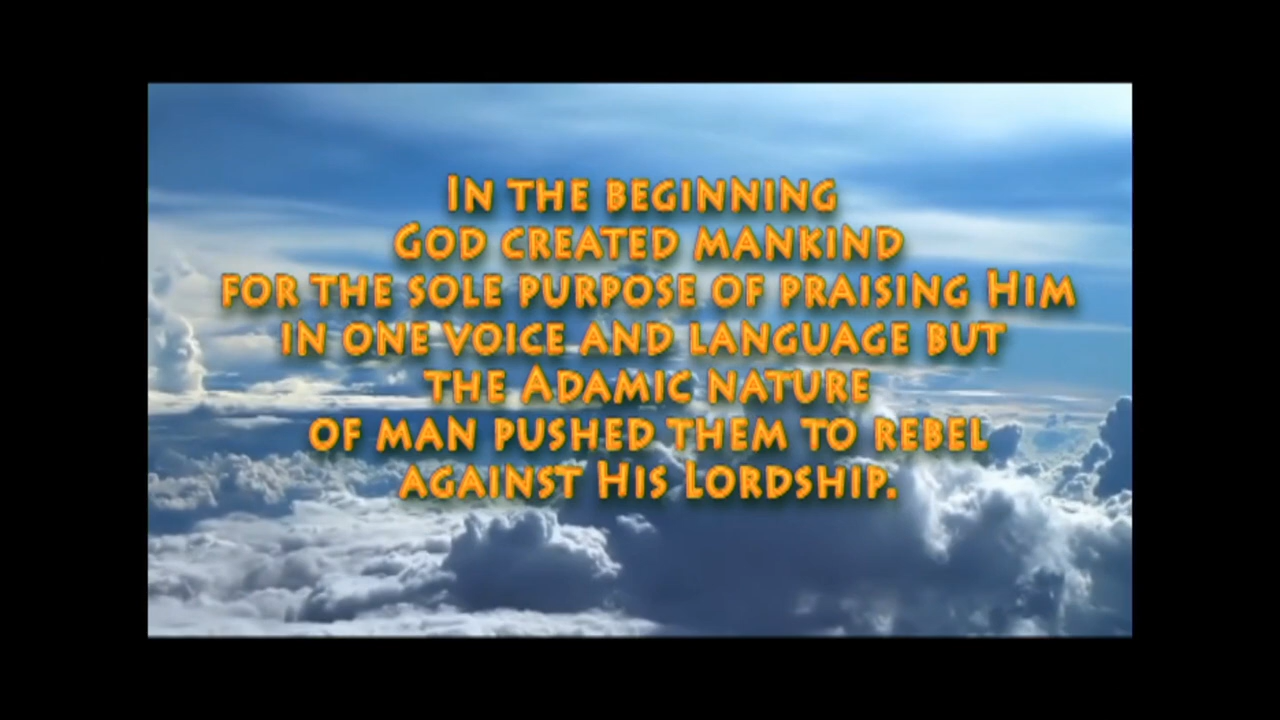 In the beginning
God created mankind
for the sole purpose of praising Him
in one voice and language but
the Adamic nature
of man pushed them to rebel
against His Lordship.